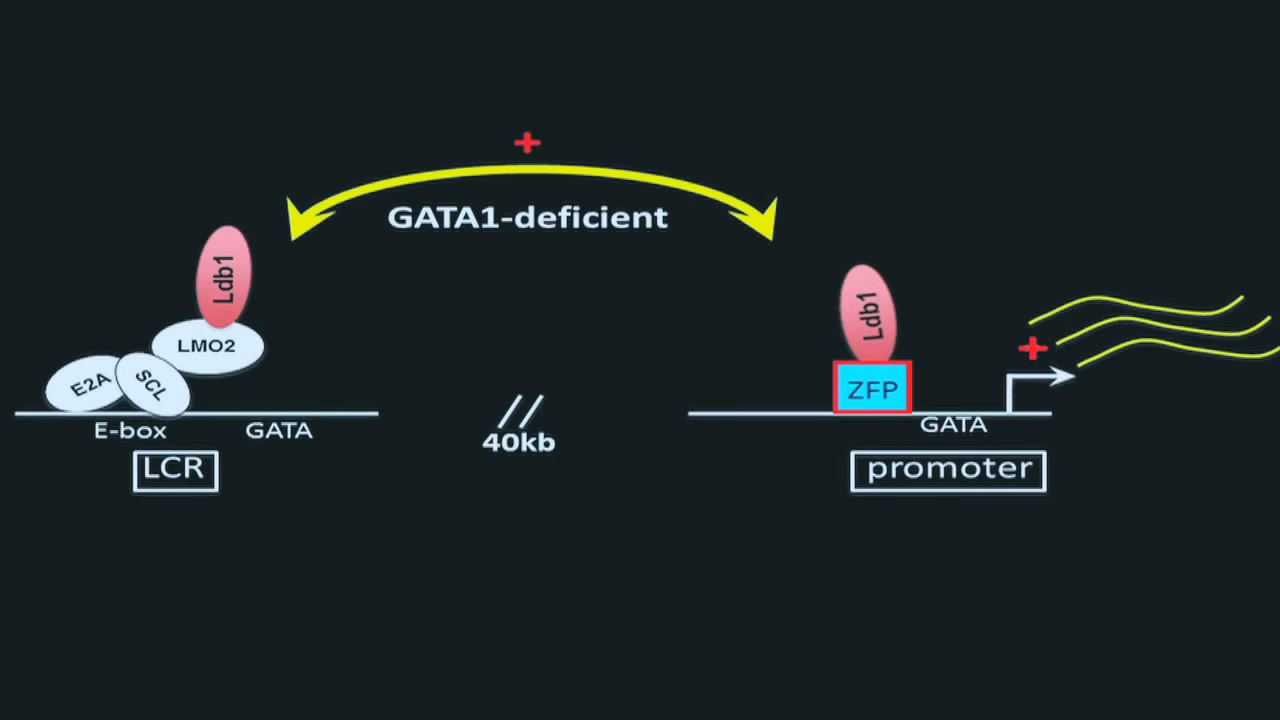 +
GATA1-deficient
Ldb1
LMO2
E2A
SCL
E-box
GATA
LCR
//
40kb
Ldb1
ZFP
+
GATA
promoter